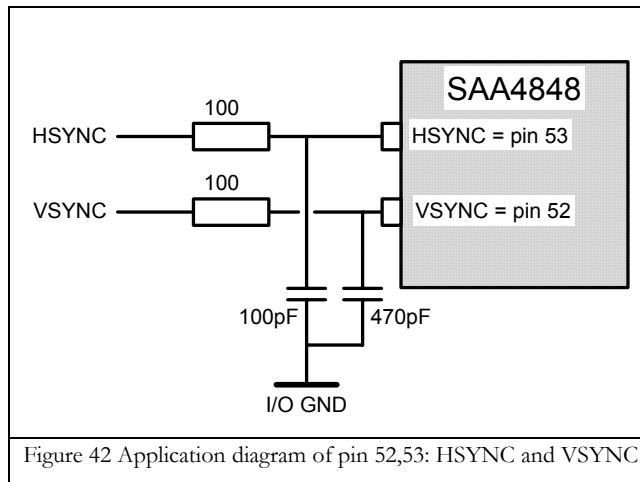 SAA4848
100
HSYNC
HSYNC = pin 53
100
VSYNC
VSYNC = pin 52
100pF
470pF
I/O GND
Figure 42 Application diagram of pin 52,53: HSYNC and VSYNC